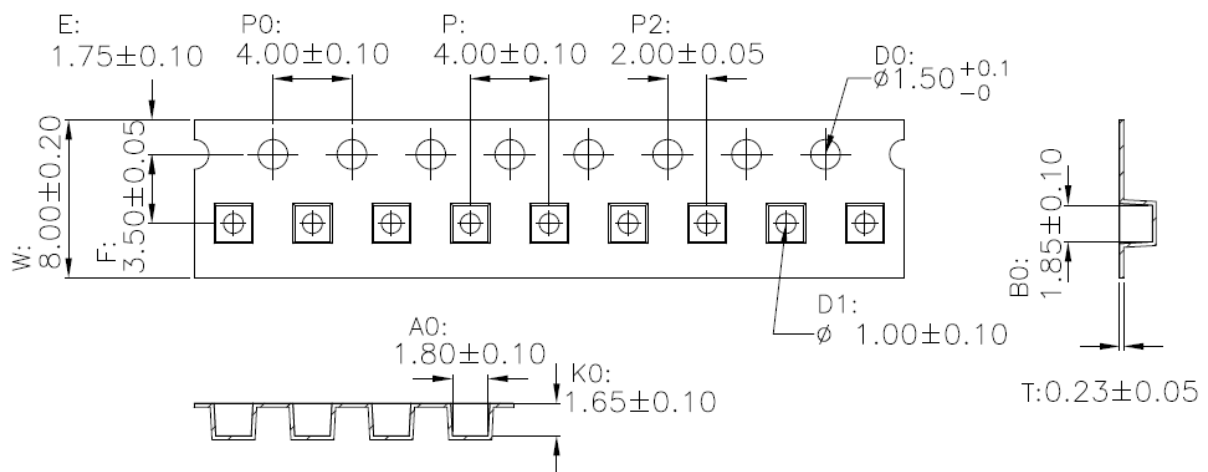 E:
1.75±0.10
P0:
4.00±0.10
P:
4.00±0.10
P2:
2.00±0.05
D0:
ø1.50 +0.1
-0
W:
8.00±0.20
F:
3.50±0.05
B0:
1.85±0.10
D1:
ø 1.00±0.10
A0:
1.80±0.10
K0:
1.65±0.10
T:0.23±0.05